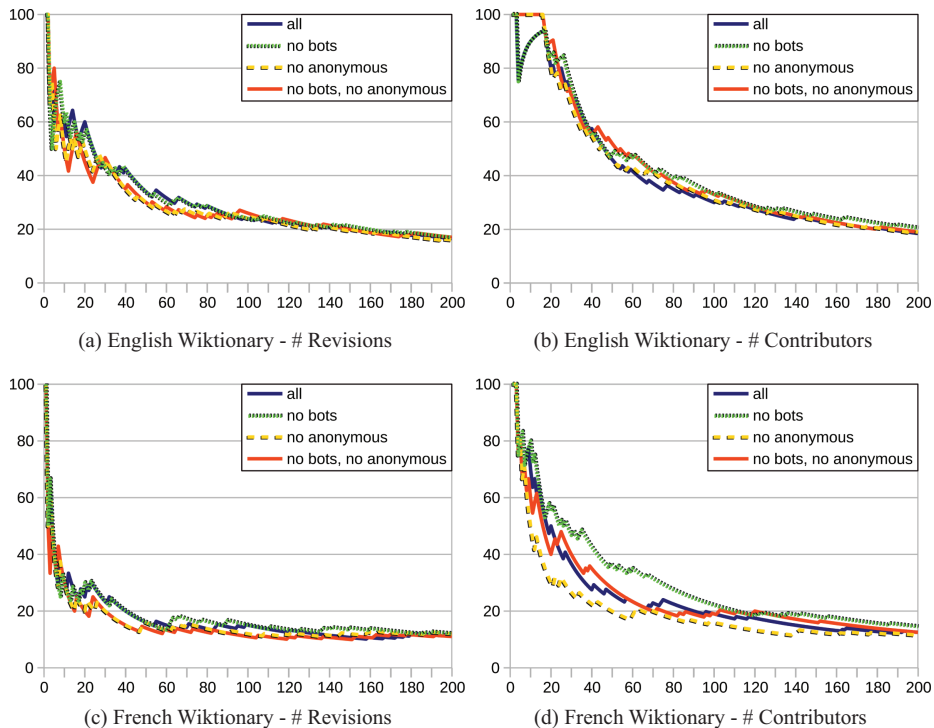 all
no bots
no anonymous
no bots, no anonymous
100
80
60
40
20
0
0 20 40 60 80 100 120 140 160 180 200
(a) English Wiktionary - # Revisions
all
no bots
no anonymous
no bots, no anonymous
100
80
60
40
20
0
0 20 40 60 80 100 120 140 160 180 200
(b) English Wiktionary - # Contributors
all
no bots
no anonymous
no bots, no anonymous
100
80
60
40
20
0
0 20 40 60 80 100 120 140 160 180 200
(c) French Wiktionary - # Revisions
all
no bots
no anonymous
no bots, no anonymous
100
80
60
40
20
0
0 20 40 60 80 100 120 140 160 180 200
(d) French Wiktionary - # Contributors